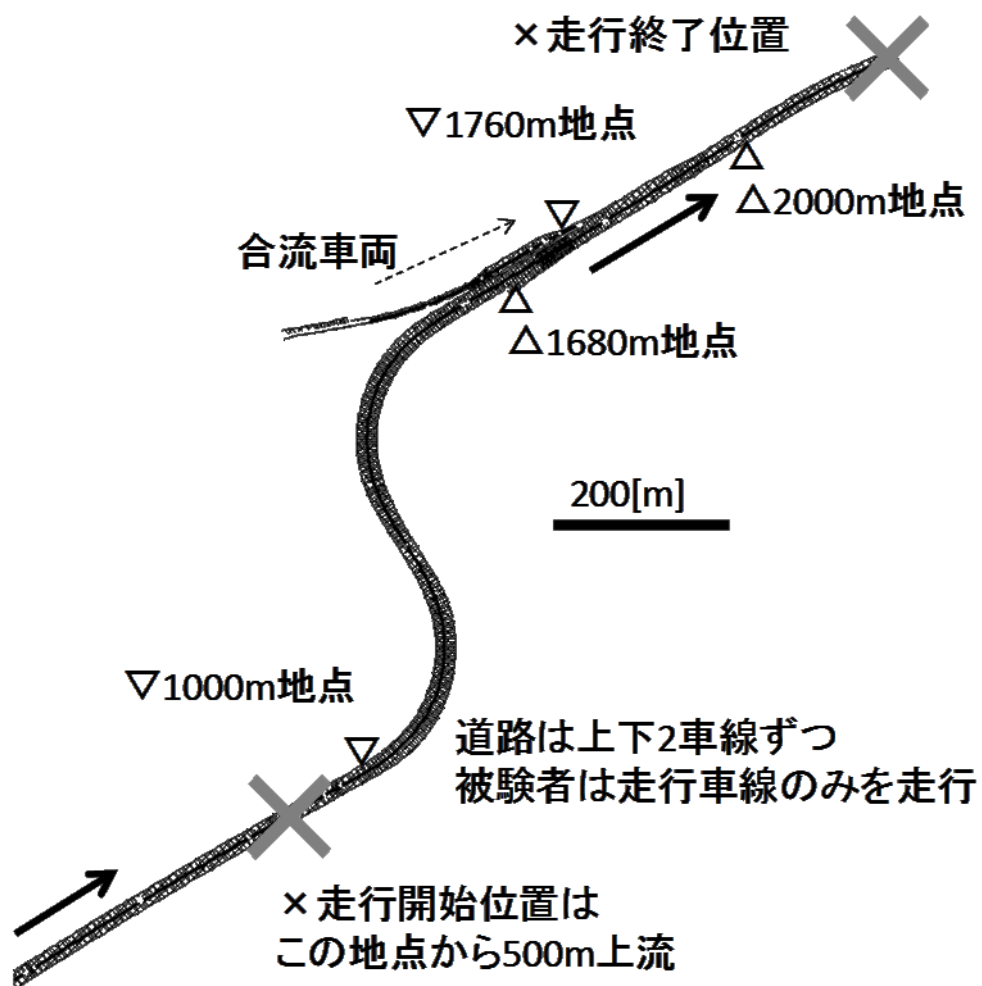 ×走行終了位置
▽1760m地点
△2000m地点
合流車両
△1680m地点
200[m]
▽1000m地点
道路は上下2車線ずつ
被験者は走行車線のみを走行
×走行開始位置は
この地点から500m上流